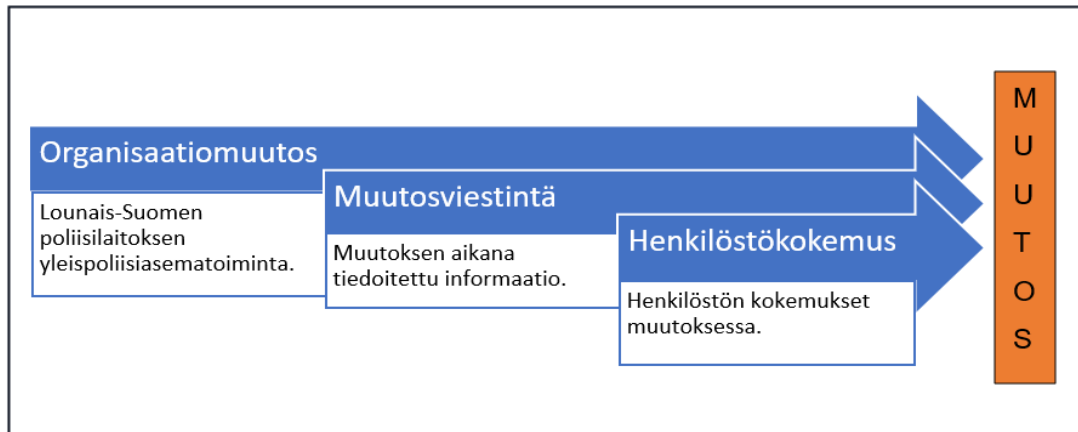 Organisaatiomuutos
Lounais-Suomen
poliisilaitoksen
yleispoliisiasematoiminta.
Muutosviestintä
Muutoksen aikana
tiedoitettu informaatio.
Henkilöstökokemus
Henkilöstön kokemukset
muutoksessa.
M
U
U
T
O
S